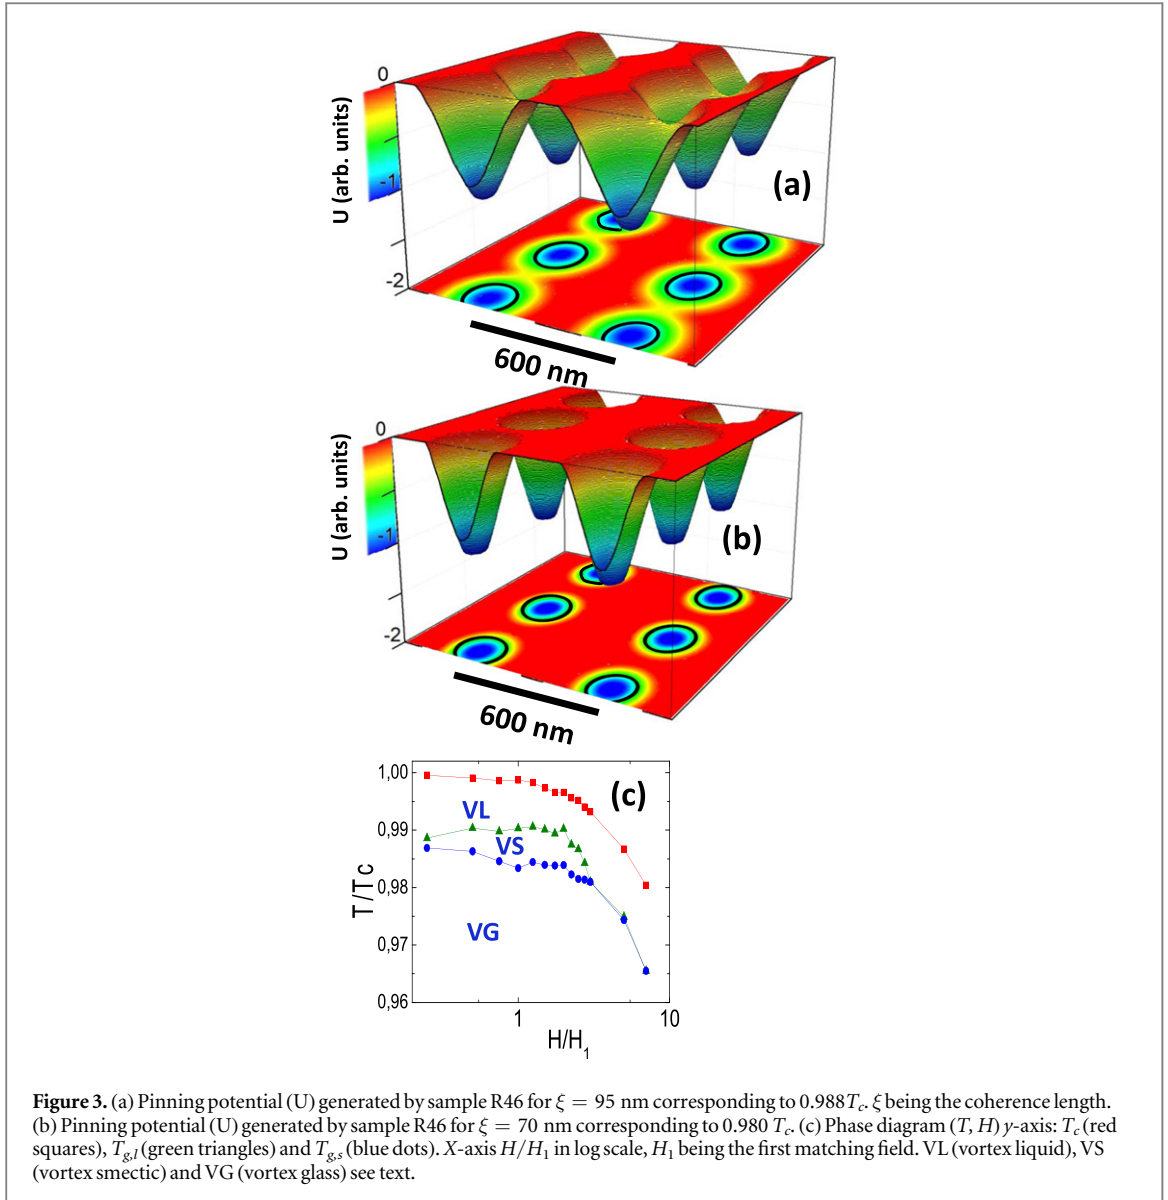 0
U (arb. units)
-1
-2
(a)
600 nm
0
U (arb. units)
-1
-2
(b)
600 nm
1,00
0,99
0,98
0,97
0,96
T/Tc
(c)
VL
VS
VG
1
10
H/H1
Figure 3. (a) Pinning potential (U) generated by sample R46 for ξ = 95 nm corresponding to 0.988Tc. ξ being the coherence length.
(b) Pinning potential (U) generated by sample R46 for ξ = 70 nm corresponding to 0.980 Tc. (c) Phase diagram (T, H) y-axis: Tc (red
squares), Tg,l (green triangles) and Tg,s (blue dots). X-axis H/H1 in log scale, H1 being the first matching field. VL (vortex liquid), VS
(vortex smectic) and VG (vortex glass) see text.